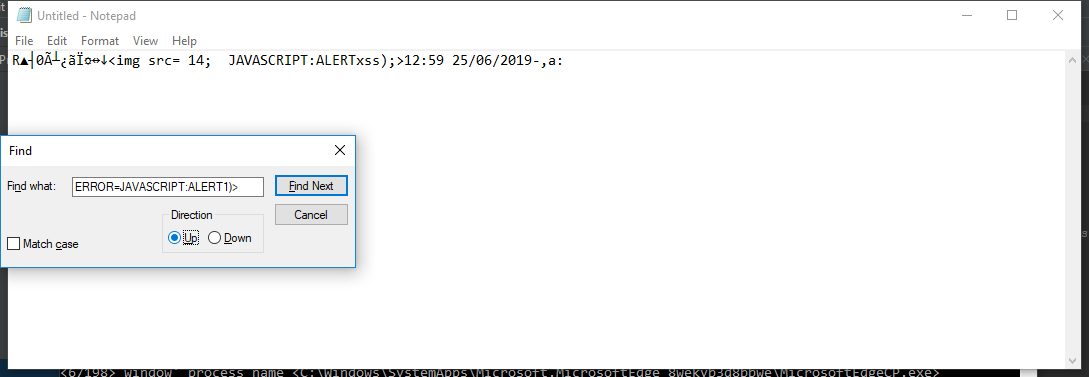 Untitled - Notepad
File Edit Format View Help
R▲┤0Ã┴¿ãÏ¤↔↓<img src= 14;  JAVASCRIPT:ALERTxss);>12:59 25/06/2019-,a:
Find
Find what: ERROR=JAVASCRIPT:ALERT1)> Find Next
Cancel
Direction
Up Down
Match case
<6/198> window' process name <C:\Windows\SystemApps\Microsoft.MicrosoftEdge_8wekyb3d8bbwe\MicrosoftEdgeCP.exe>